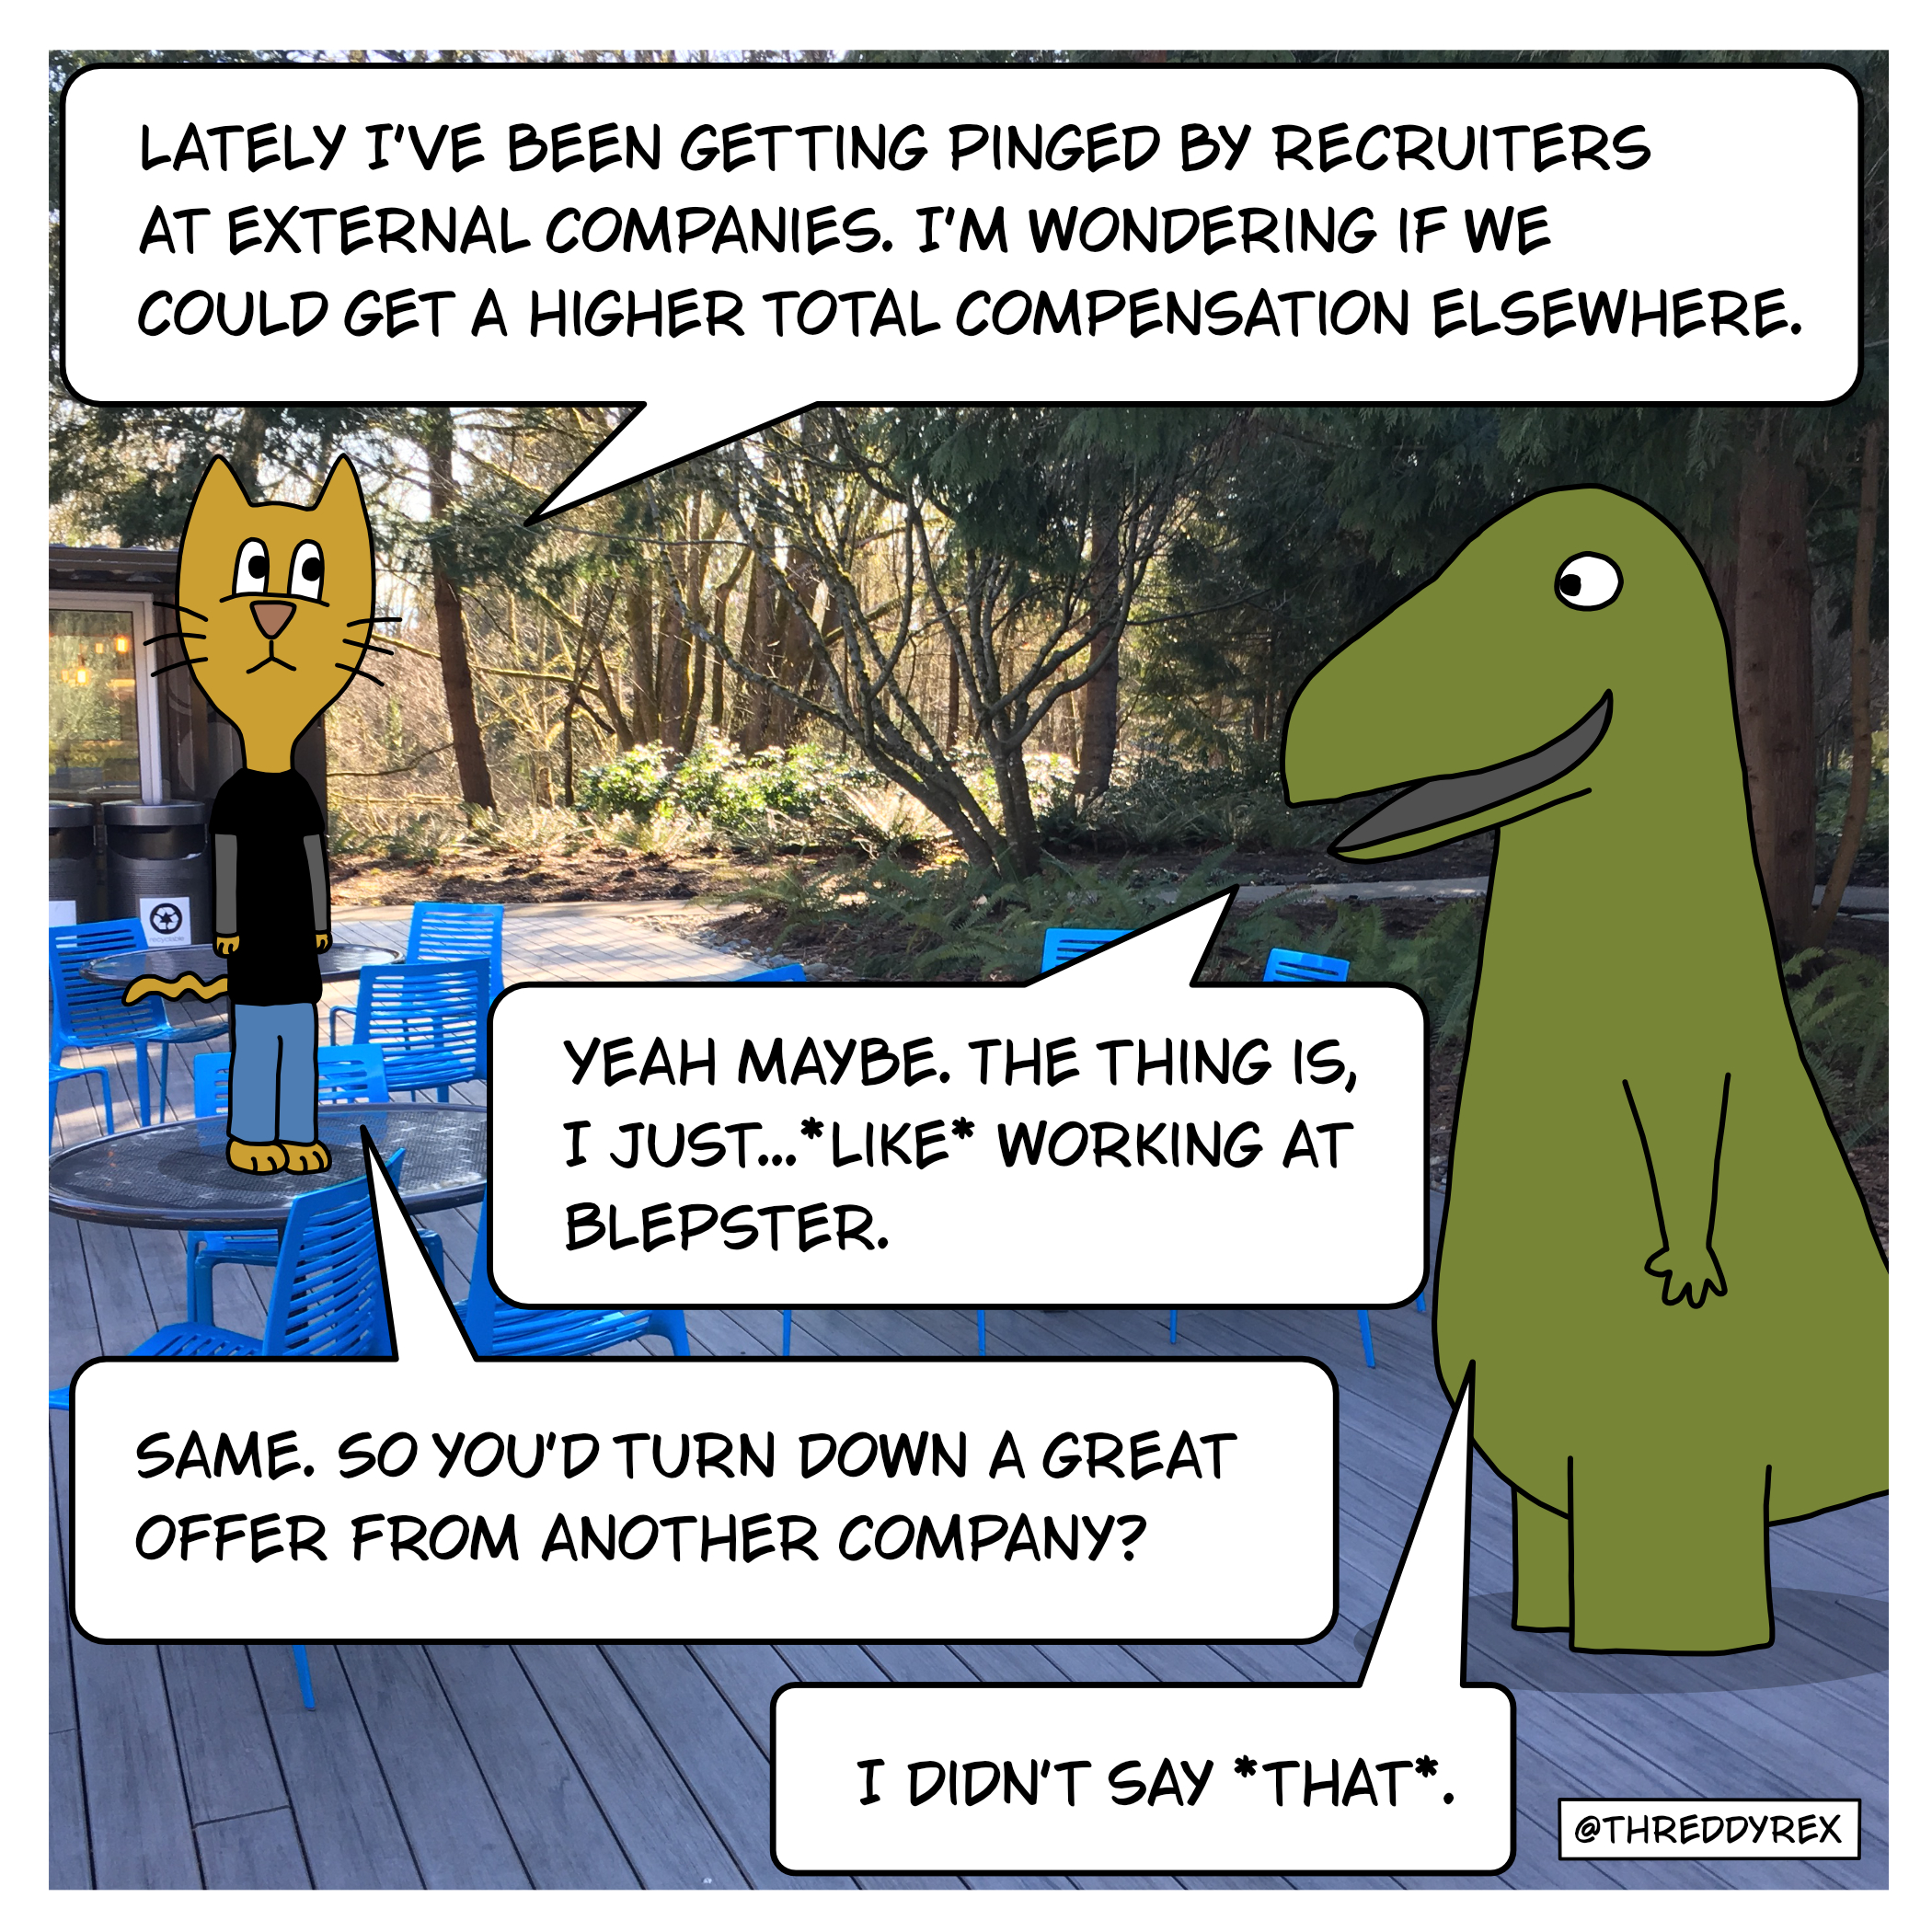 LATELY I'VE BEEN GETTING PINGED BY RECRUITERS
AT EXTERNAL COMPANIES. I'M WONDERING IF WE
COULD GET A HIGHER TOTAL COMPENSATION ELSEWHERE.
RECYCLABLE
YEAH MAYBE. THE THING IS,
I JUST...*LIKE* WORKING AT
BLEPSTER.
SAME. SO YOU'D TURN DOWN A GREAT
OFFER FROM ANOTHER COMPANY?
I DIDN'T SAY *THAT*.
@THREDDYREX